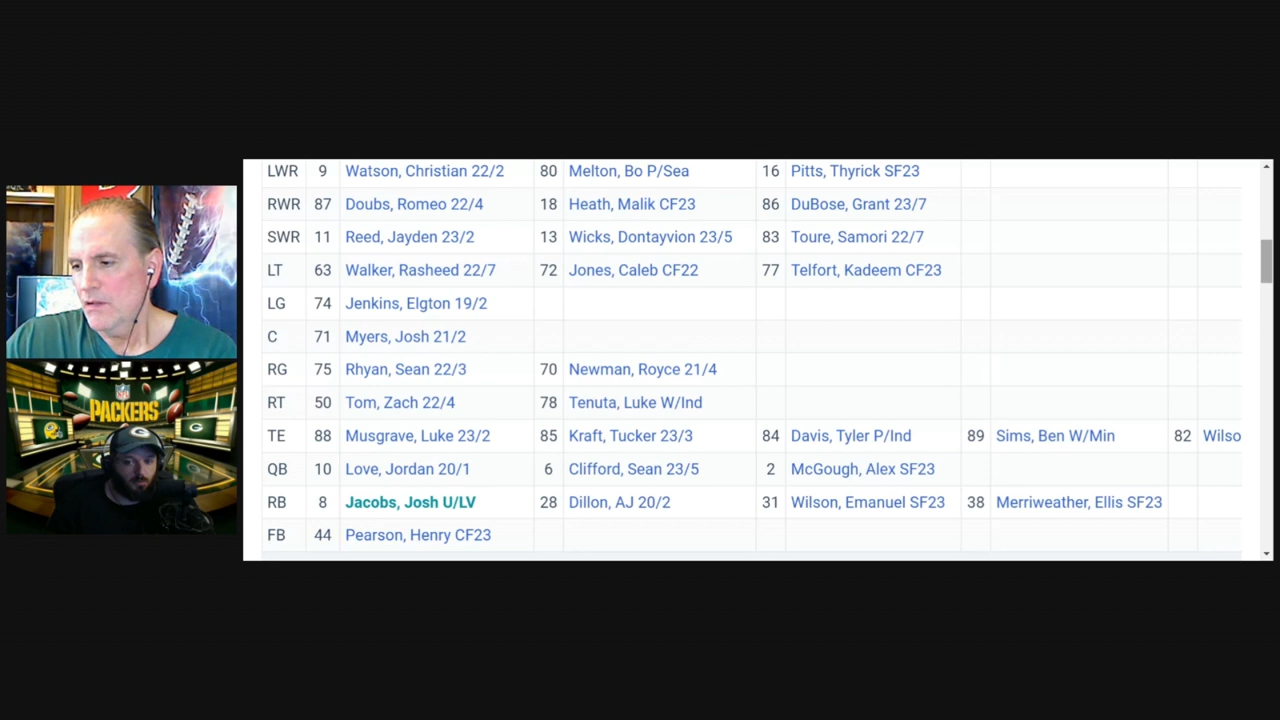 LWR 9 Watson, Christian 22/2 80 Melton, Bo P/Sea 16 Pitts, Thyrick SF23
RWR 87 Doubs, Romeo 22/4 18 Heath, Malik CF23 86 DuBose, Grant 23/7
SWR 11 Reed, Jayden 23/2 13 Wicks, Dontayvion 23/5 83 Toure, Samori 22/7
LT 63 Walker, Rasheed 22/7 72 Jones, Caleb CF22 77 Telfort, Kadeem CF23
LG 74 Jenkins, Elgton 19/2
C 71 Myers, Josh 21/2
RG 75 Rhyan, Sean 22/3 70 Newman, Royce 21/4
RT 50 Tom, Zach 22/4 78 Tenuta, Luke W/Ind
TE 88 Musgrave, Luke 23/2 85 Kraft, Tucker 23/3 84 Davis, Tyler P/Ind 89 Sims, Ben W/Min 82 Wilso
QB 10 Love, Jordan 20/1 6 Clifford, Sean 23/5 2 McGough, Alex SF23
RB 8 Jacobs, Josh U/LV 28 Dillon, AJ 20/2 31 Wilson, Emanuel SF23 38 Merriweather, Ellis SF23
FB 44 Pearson, Henry CF23
NFL
PACKERS
G
G
G